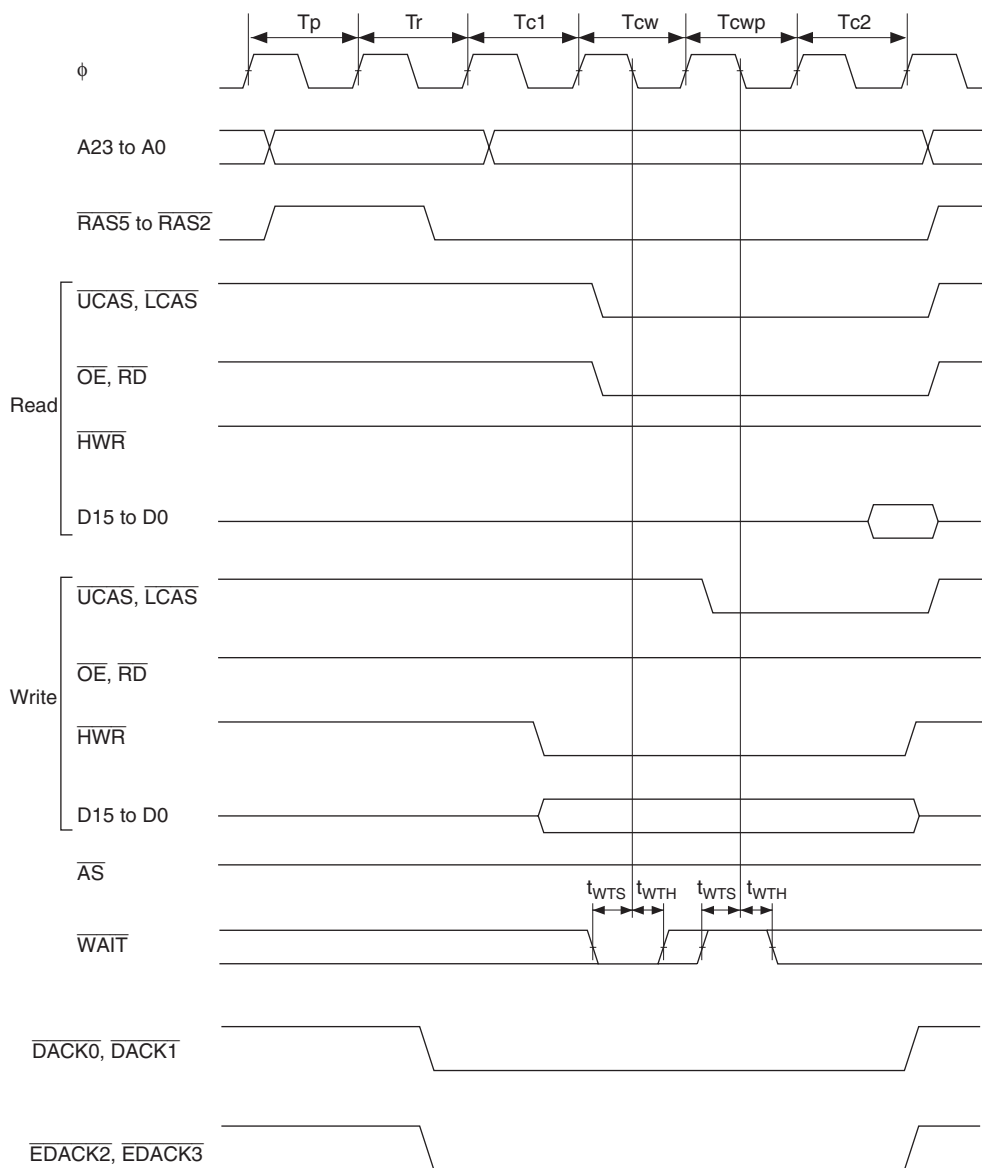 Tp Tr Tc1 Tcw Tcwp Tc2
ϕ
A23 to A0
RAS5 to RAS2
UCAS, LCAS
OE, RD
Read
HWR
D15 to D0
UCAS, LCAS
OE, RD
Write
HWR
D15 to D0
AS
tWTS tWTH tWTS tWTH
WAIT
DACK0, DACK1
EDACK2, EDACK3